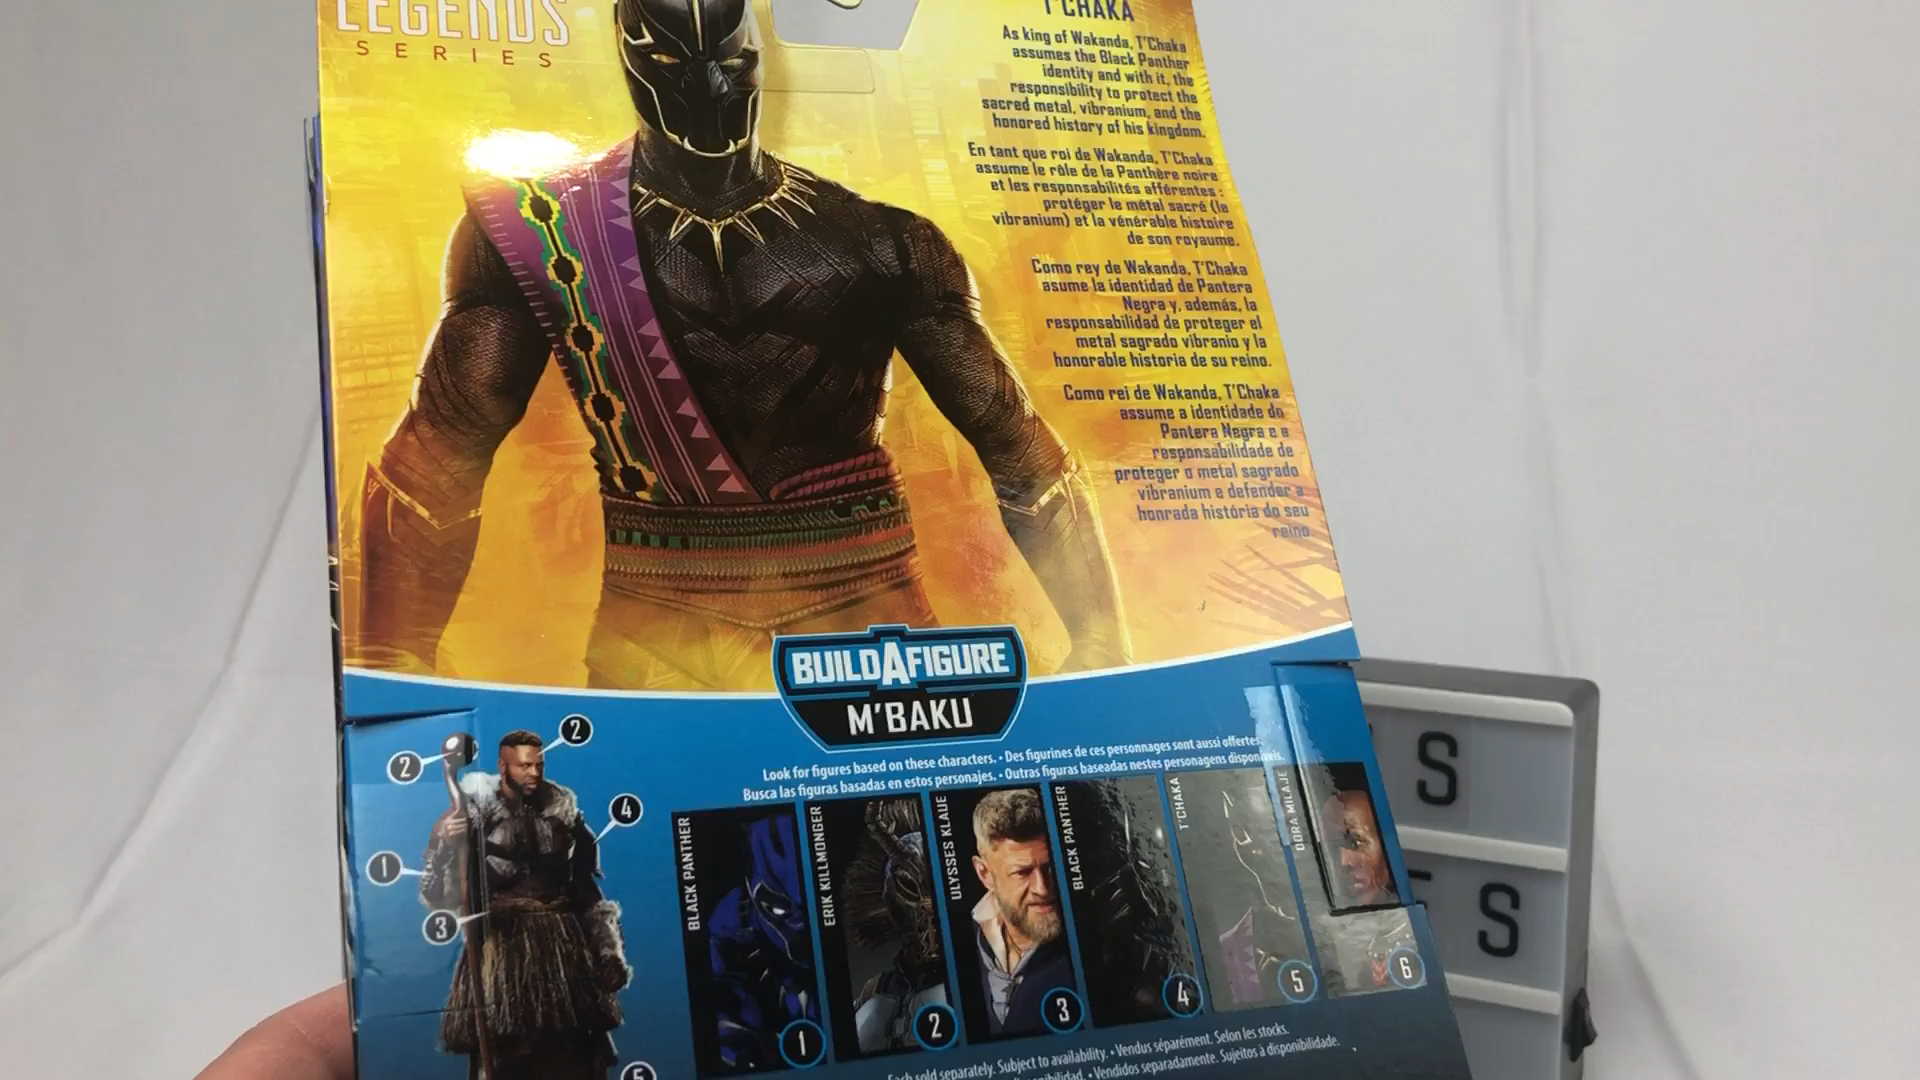 LEGENDS
SERIES
T'CHAKA
As king of Wakanda, T'Chaka
assumes the Black Panther
identity and with it, the
responsibility to protect the
sacred metal, vibranium, and the
honored history of his kingdom.
En tant que roi de Wakanda, T'Chaka
assume le rôle de la Panthère noire
et les responsabilités afférentes :
protéger le métal sacré (le
vibranium) et la vénérable histoire
de son royaume.
Como rey de Wakanda, T'Chaka
asume la identidad de Pantera
Negra y, además, la
responsabilidad de proteger el
metal sagrado vibranio y la
honorable historia de su reino.
Como rei de Wakanda, T'Chaka
assume a identidade do
Pantera Negra e a
responsabilidade de
proteger o metal sagrado
vibranium e defender a
honrada história do seu
reino
BUILDAFIGURE
M'BAKU
Look for figures based on these characters. • Des figurines de ces personnages sont aussi offertes.
Busca las figuras basadas en estos personajes. • Outras figuras baseadas nestes personagens disponíveis.
2
2
4
1
3
5
BLACK PANTHER
1
ERIK KILLMONGER
2
ULYSSES KLAUE
3
BLACK PANTHER
4
T'CHAKA
5
DORA MILAJE
6
Each sold separately. Subject to availability. • Vendus séparément. Selon les stocks.
• Vendidos separadamente. Sujeitos à disponibilidade.
S
S